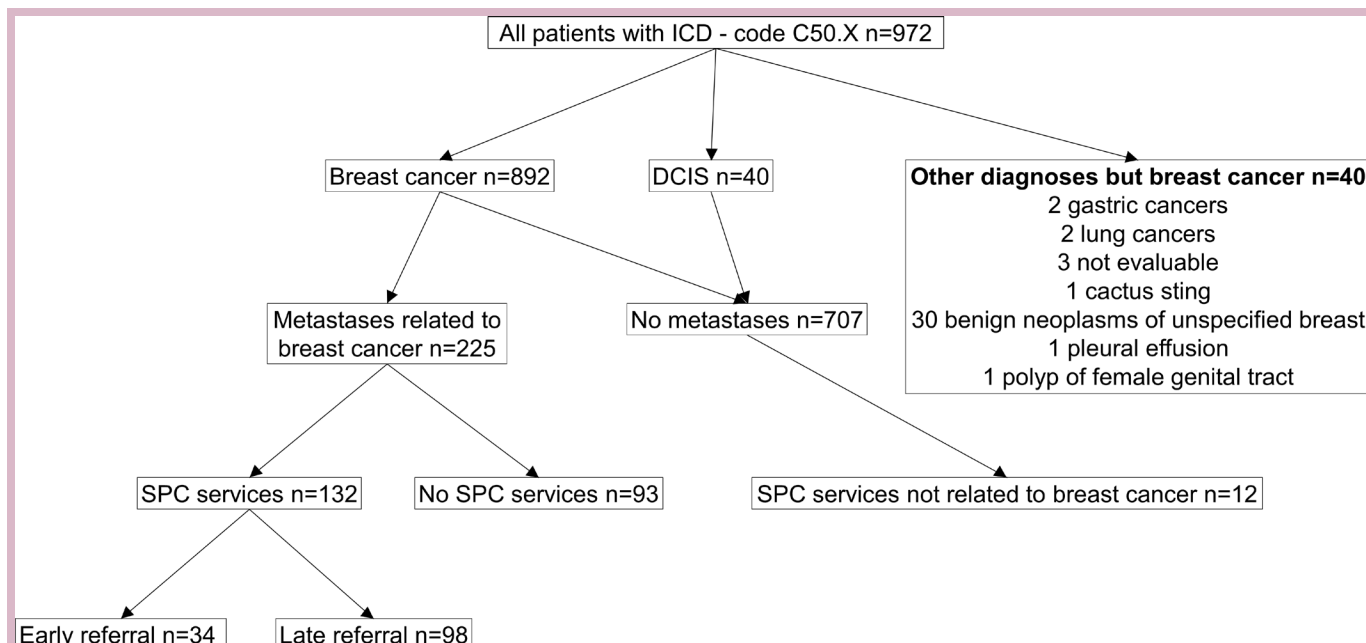 All patients with ICD - code C50.X n=972
Breast cancer n=892
DCIS n=40
Other diagnoses but breast cancer n=40
2 gastric cancers
2 lung cancers
3 not evaluable
1 cactus sting
30 benign neoplasms of unspecified breast
1 pleural effusion
1 polyp of female genital tract
Metastases related to
breast cancer n=225
No metastases n=707
SPC services n=132
No SPC services n=93
SPC services not related to breast cancer n=12
Early referral n=34
Late referral n=98